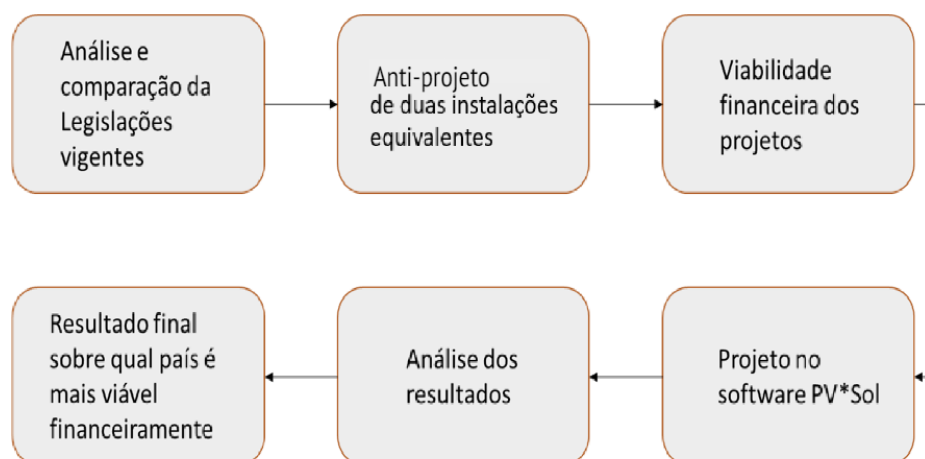 Análise e
comparação da
Legislações
vigentes
Anti-projeto
de duas instalações
equivalentes
Viabilidade
financeira dos
projetos
Projeto no
software PV*Sol
Análise dos
resultados
Resultado final
sobre qual país é
mais viável
financeiramente